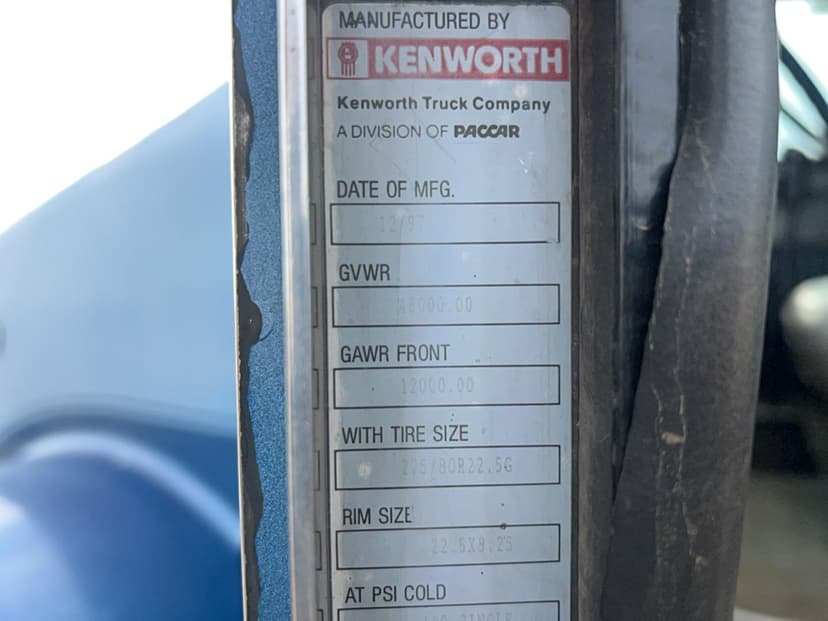 MANUFACTURED BY
KENWORTH
Kenworth Truck Company
A DIVISION OF PACCAR
DATE OF MFG.
12/97
GVWR
GAWR FRONT
12000.00
WITH TIRE SIZE
275/80R22.5G
RIM SIZE
22.5X8.25
AT PSI COLD